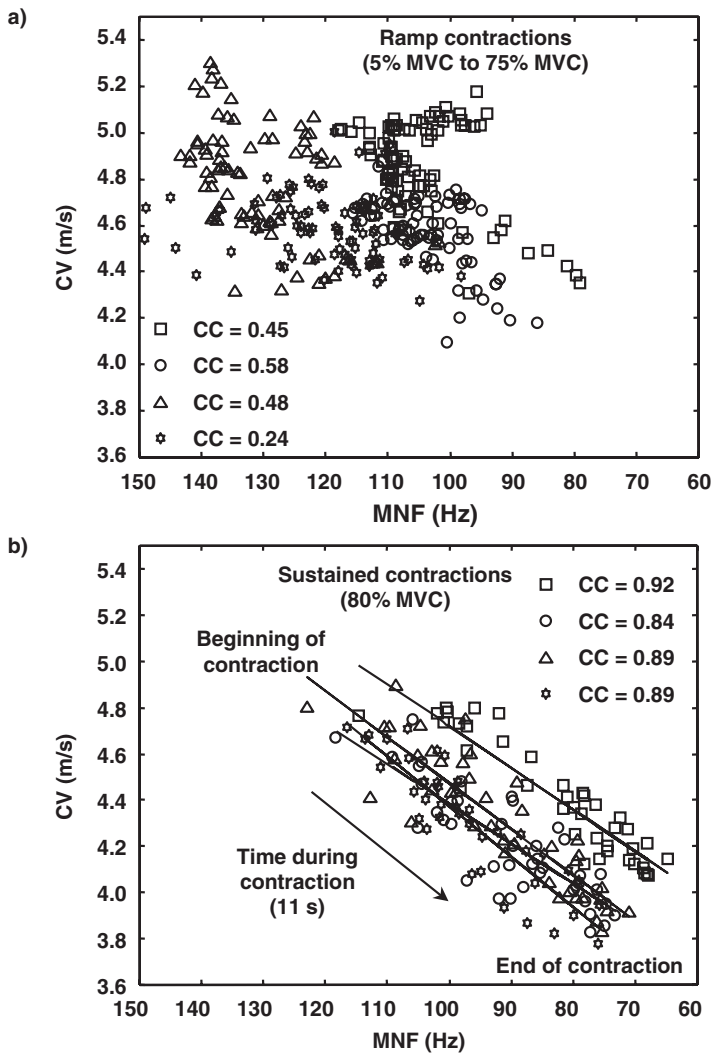 a)
Ramp contractions
(5% MVC to 75% MVC)
5.4
5.2
5.0
4.8
4.6
4.4
4.2
4.0
3.8
3.6
CV (m/s)
CC = 0.45
CC = 0.58
CC = 0.48
CC = 0.24
150 140 130 120 110 100 90 80 70 60
MNF (Hz)
b)
Sustained contractions
(80% MVC)
CC = 0.92
CC = 0.84
CC = 0.89
CC = 0.89
5.4
5.2
5.0
4.8
4.6
4.4
4.2
4.0
3.8
3.6
CV (m/s)
Beginning of
contraction
Time during
contraction
(11 s)
End of contraction
150 140 130 120 110 100 90 80 70 60
MNF (Hz)